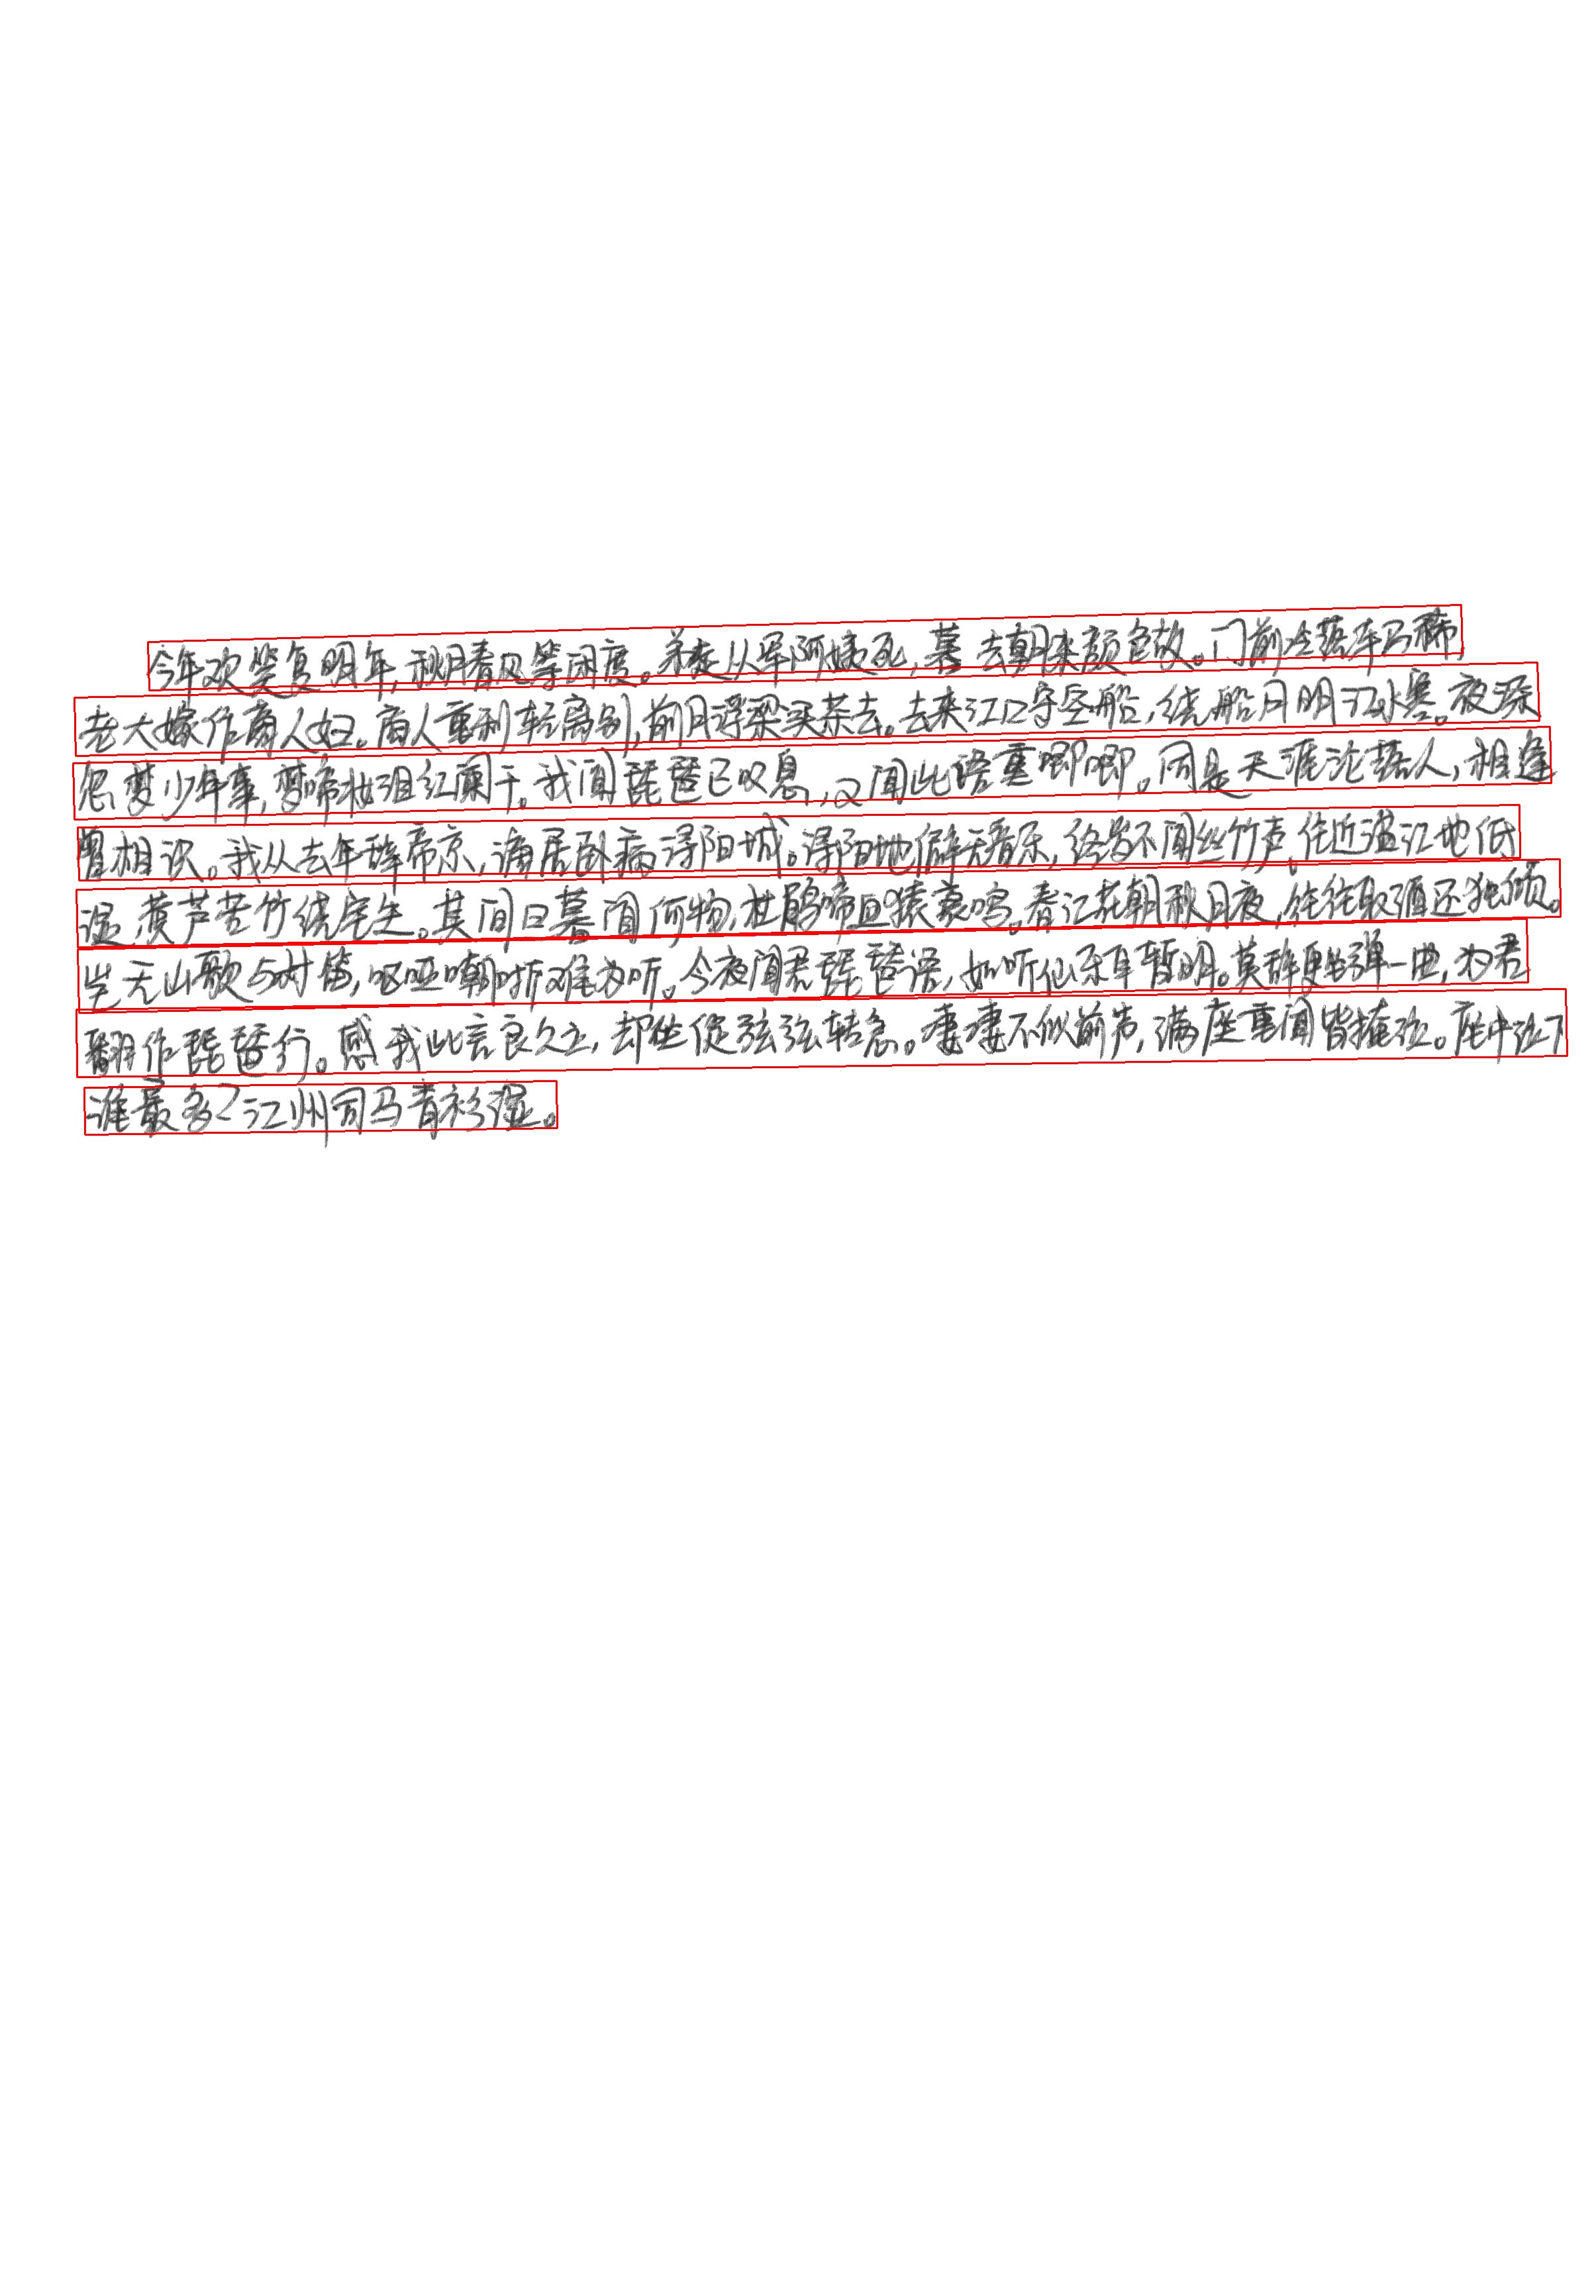 今年欢笑复明年,秋月春风等闲度。弟走从军阿姨死,暮去朝来颜色故。门前冷落车马稀,
老大嫁作商人妇。商人重利轻离别,前月浮梁买茶去。去来江口守空船,绕船月明江水寒。夜深
忽梦少年事,梦啼妆泪红阑干。我闻琵琶已叹息,又闻此语重唧唧。同是天涯沦落人,相逢
曾相识。我从去年辞帝京,谪居卧病浔阳城。浔阳地僻无音乐,终岁不闻丝竹声。住近湓江地低
湿,黄芦苦竹绕宅生。其间日暮闻何物,杜鹃啼血猿哀鸣。春江花朝秋月夜,往往取酒还独倾。
岂无山歌与村笛,呕哑嘲哳难为听。今夜闻君琵琶语,如听仙乐耳暂明。莫辞更坐弹一曲,为君
翻作琵琶行。感我此言良久立,却坐促弦弦转急。凄凄不似前声,满座重闻皆掩泣。座中泣下
谁最多?江州司马青衫湿。